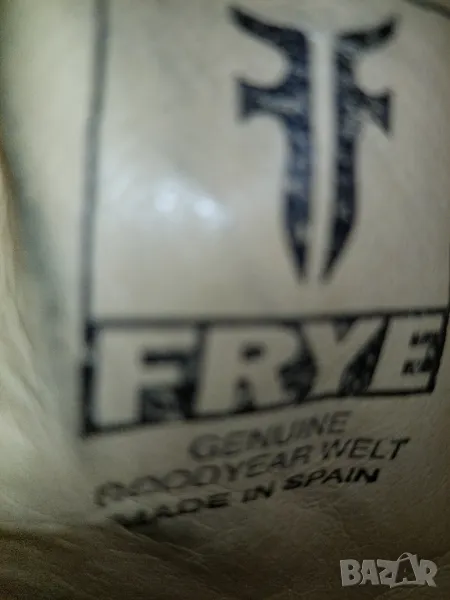 FRYE
GENUINE
GOODYEAR WELT
MADE IN SPAIN
BAZAR